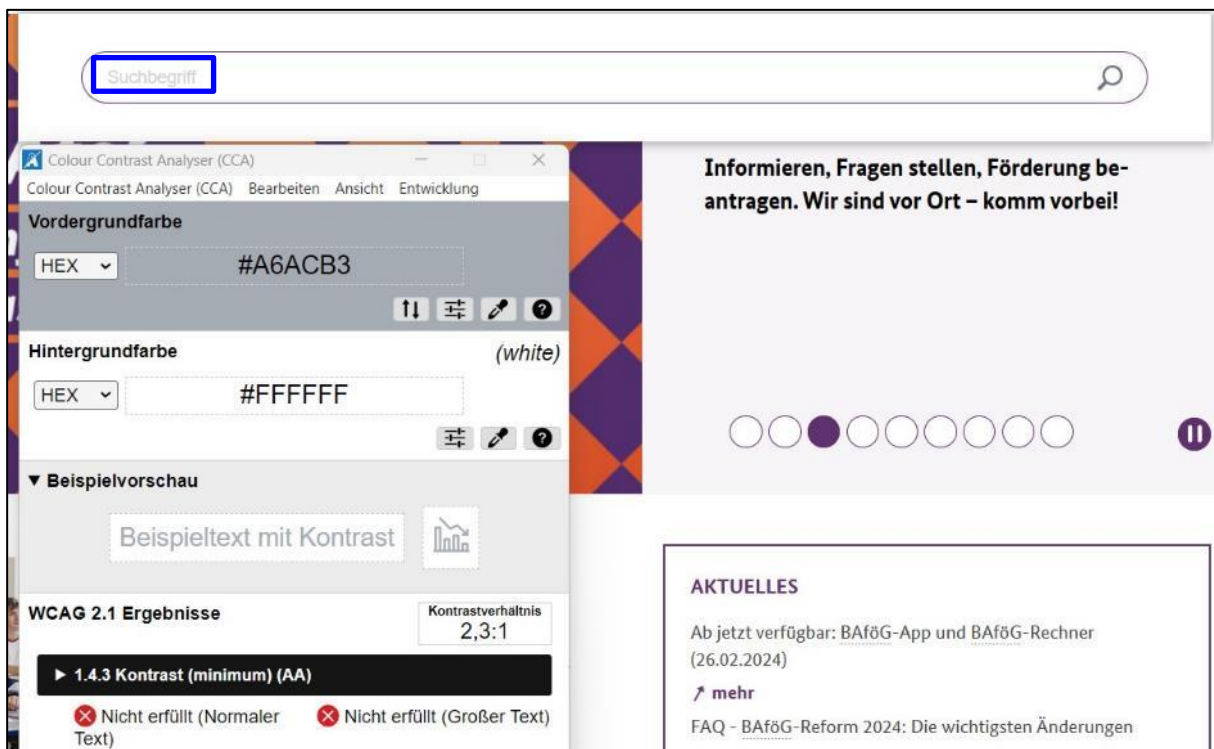 Suchbegriff
Colour Contrast Analyser (CCA)
Colour Contrast Analyser (CCA) Bearbeiten Ansicht Entwicklung
Vordergrundfarbe
HEX #A6ACB3
Hintergrundfarbe (white)
HEX #FFFFFF
▼ Beispielvorschau
Beispieltext mit Kontrast
WCAG 2.1 Ergebnisse
Kontrastverhältnis
2,3:1
▶ 1.4.3 Kontrast (minimum) (AA)
Nicht erfüllt (Normaler
Text)
Nicht erfüllt (Großer Text)
Informieren, Fragen stellen, Förderung be-
antragen. Wir sind vor Ort – komm vorbei!
AKTUELLES
Ab jetzt verfügbar: BAföG-App und BAföG-Rechner
(26.02.2024)
↗ mehr
FAQ - BAföG-Reform 2024: Die wichtigsten Änderungen